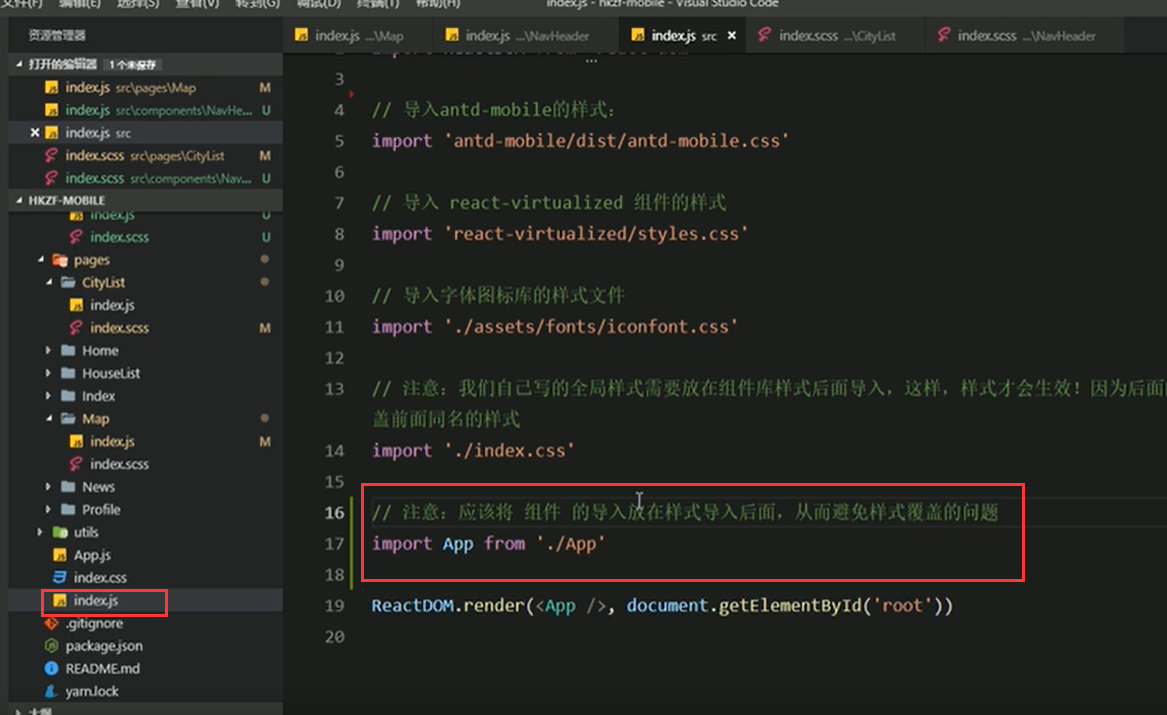 文件(F) 编辑(E) 选择(S) 查看(V) 转到(G) 调试(D) 终端(T) 帮助(H) index.js - hkzf-mobile - Visual Studio Code
资源管理器
index.js ...\Map index.js ...\NavHeader index.js src × index.scss ...\CityList index.scss ...\NavHeader
打开的编辑器 1 个未保存
index.js src\pages\Map M
index.js src\components\NavHe... U
× index.js src
index.scss src\pages\CityList M
index.scss src\components\Nav... U
HKZF-MOBILE
index.js U
index.scss U
pages
CityList
index.js
index.scss M
Home
HouseList
Index
Map
index.js M
index.scss
News
Profile
utils
App.js
index.css
index.js
.gitignore
package.json
README.md
yarn.lock
大纲
3
4 // 导入antd-mobile的样式:
5 import 'antd-mobile/dist/antd-mobile.css'
6
7 // 导入 react-virtualized 组件的样式
8 import 'react-virtualized/styles.css'
9
10 // 导入字体图标库的样式文件
11 import './assets/fonts/iconfont.css'
12
13 // 注意: 我们自己写的全局样式需要放在组件库样式后面导入, 这样, 样式才会生效! 因为后面
盖前面同名的样式
14 import './index.css'
15
16 // 注意: 应该将 组件 的导入放在样式导入后面, 从而避免样式覆盖的问题
17 import App from './App'
18
19 ReactDOM.render(<App />, document.getElementById('root'))
20